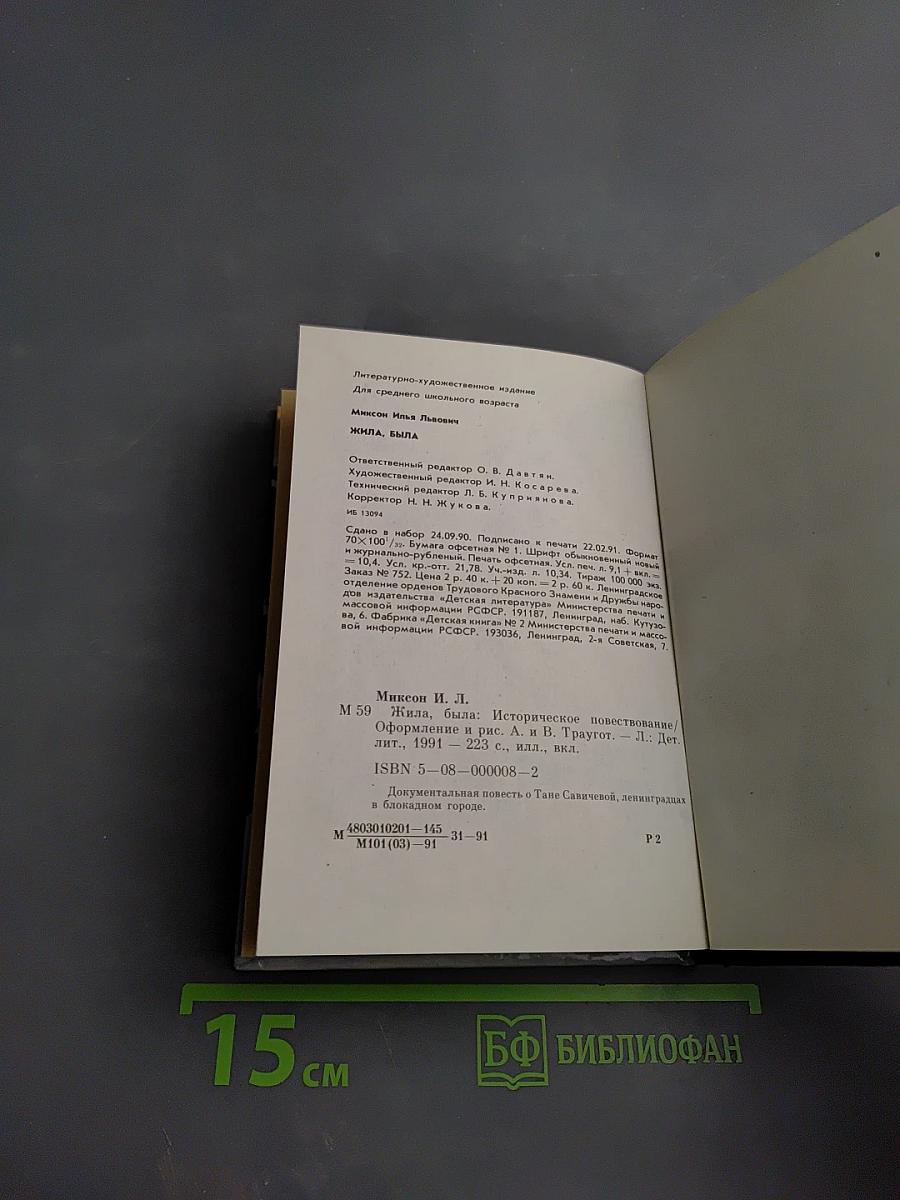 Литературно-художественное издание
Для среднего школьного возраста
Миксон Илья Львович
ЖИЛА, БЫЛА
Ответственный редактор О. В. Давтян.
Художественный редактор И. Н. Косарева.
Технический редактор Л. Б. Куприянова.
Корректор Н. Н. Жукова.
ИБ 13094
Сдано в набор 24.09.90. Подписано к печати 22.02.91. Формат
70×100¹/₃₂. Бумага офсетная № 1. Шрифт обыкновенный новый
и журнально-рубленый. Печать офсетная. Усл. печ. л. 9,1 + вкл. =
= 10,4. Усл. кр.-отт. 21,78. Уч.-изд. л. 10,34. Тираж 100 000 экз.
Заказ № 752. Цена 2 р. 40 к. + 20 коп. = 2 р. 60 к. Ленинградское
отделение орденов Трудового Красного Знамени и Дружбы наро-
дов издательства «Детская литература» Министерства печати и
массовой информации РСФСР. 191187, Ленинград, наб. Кутузо-
ва, 6. Фабрика «Детская книга» № 2 Министерства печати и массо-
вой информации РСФСР. 193036, Ленинград, 2-я Советская, 7.
Миксон И. Л.
М 59 Жила, была: Историческое повествование/
Оформление и рис. А. и В. Траугот. — Л.: Дет.
лит., 1991 — 223 с., илл., вкл.
ISBN 5—08—000008—2
Документальная повесть о Тане Савичевой, ленинградцах
в блокадном городе.
М 4803010201—145 31—91
М101(03)—91
Р 2
15 см
БФ БИБЛИОФАН